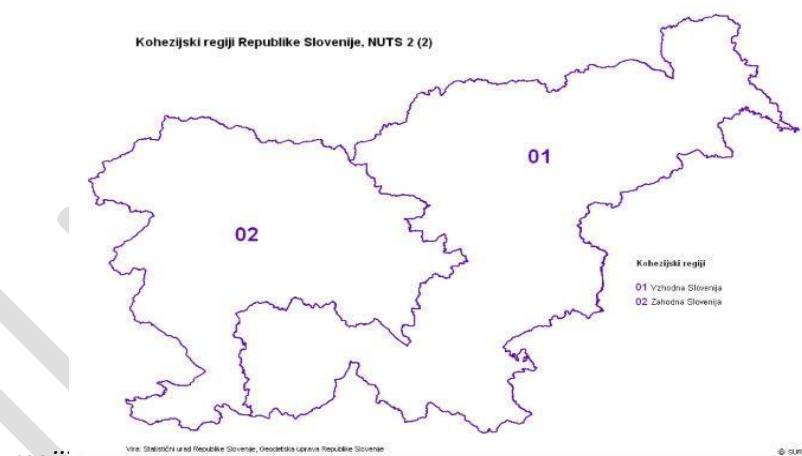 Kohezijski regiji Republike Slovenije, NUTS 2 (2)
01
02
Kohezijski regiji
01 Vzhodna Slovenija
02 Zahodna Slovenija
Vira: Statistični urad Republike Slovenije, Geodetska uprava Republike Slovenije
© SUR